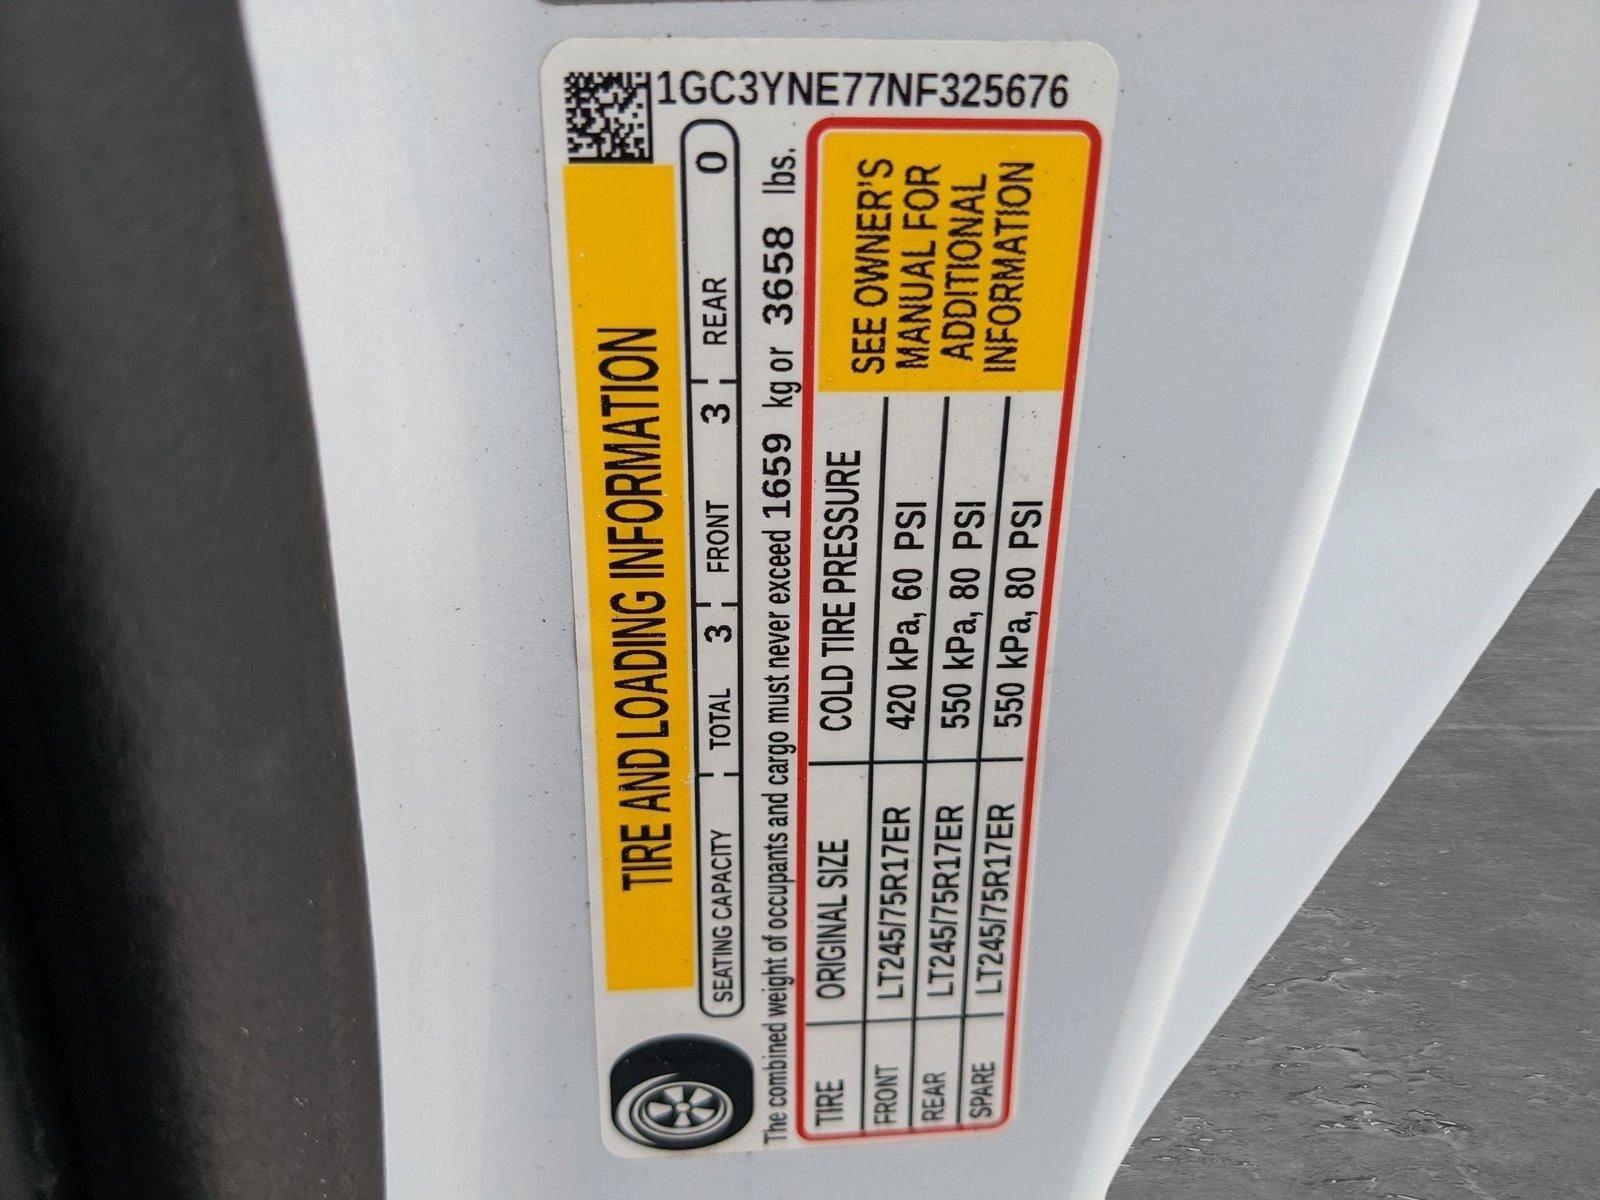 1GC3YNE77NF325676
TIRE AND LOADING INFORMATION
SEATING CAPACITY TOTAL 3 FRONT 3 REAR 0
The combined weight of occupants and cargo must never exceed 1659 kg or 3658 lbs.
TIRE ORIGINAL SIZE COLD TIRE PRESSURE
FRONT LT245/75R17ER 420 kPa, 60 PSI
REAR LT245/75R17ER 550 kPa, 80 PSI
SPARE LT245/75R17ER 550 kPa, 80 PSI
SEE OWNER'S
MANUAL FOR
ADDITIONAL
INFORMATION